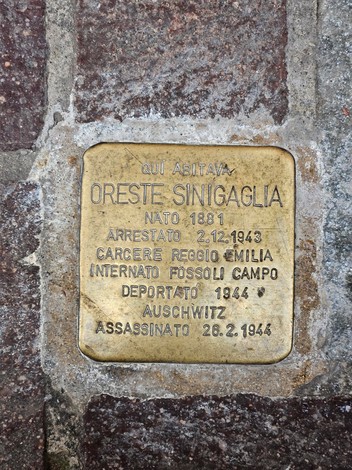 QUI ABITAVA
ORESTE SINIGAGLIA
NATO 1881
ARRESTATO 2.12.1943
CARCERE REGGIO EMILIA
INTERNATO FOSSOLI CAMPO
DEPORTATO 1944
AUSCHWITZ
ASSASSINATO 26.2.1944